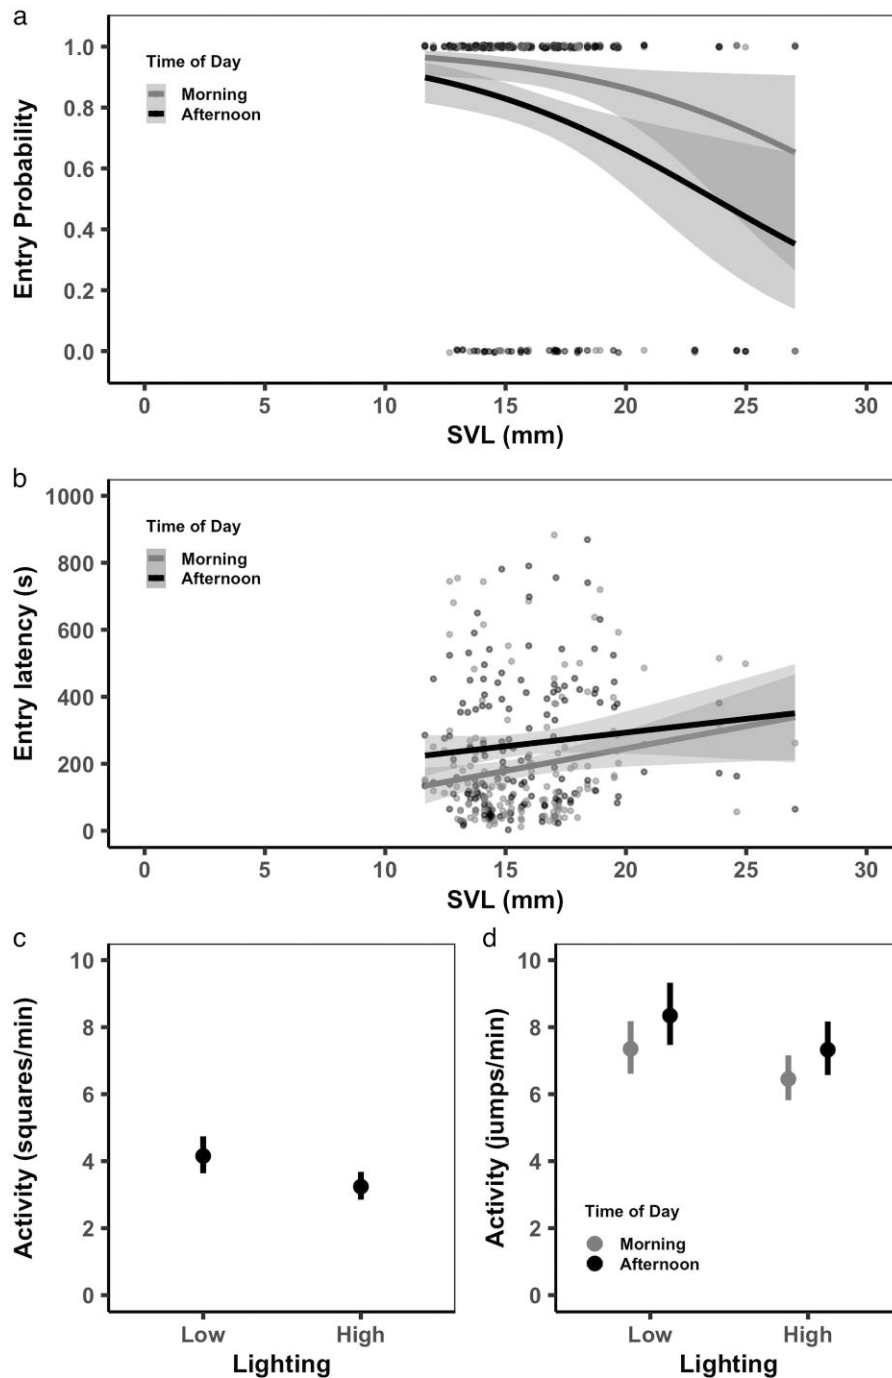 a
1.0
0.8
0.6
0.4
0.2
0.0
Entry Probability
Time of Day
Morning
Afternoon
0 5 10 15 20 25 30
SVL (mm)
b
1000
800
600
400
200
0
Entry latency (s)
Time of Day
Morning
Afternoon
0 5 10 15 20 25 30
SVL (mm)
c
10
8
6
4
2
0
Activity (squares/min)
Low High
Lighting
d
10
8
6
4
2
0
Activity (jumps/min)
Time of Day
Morning
Afternoon
Low High
Lighting